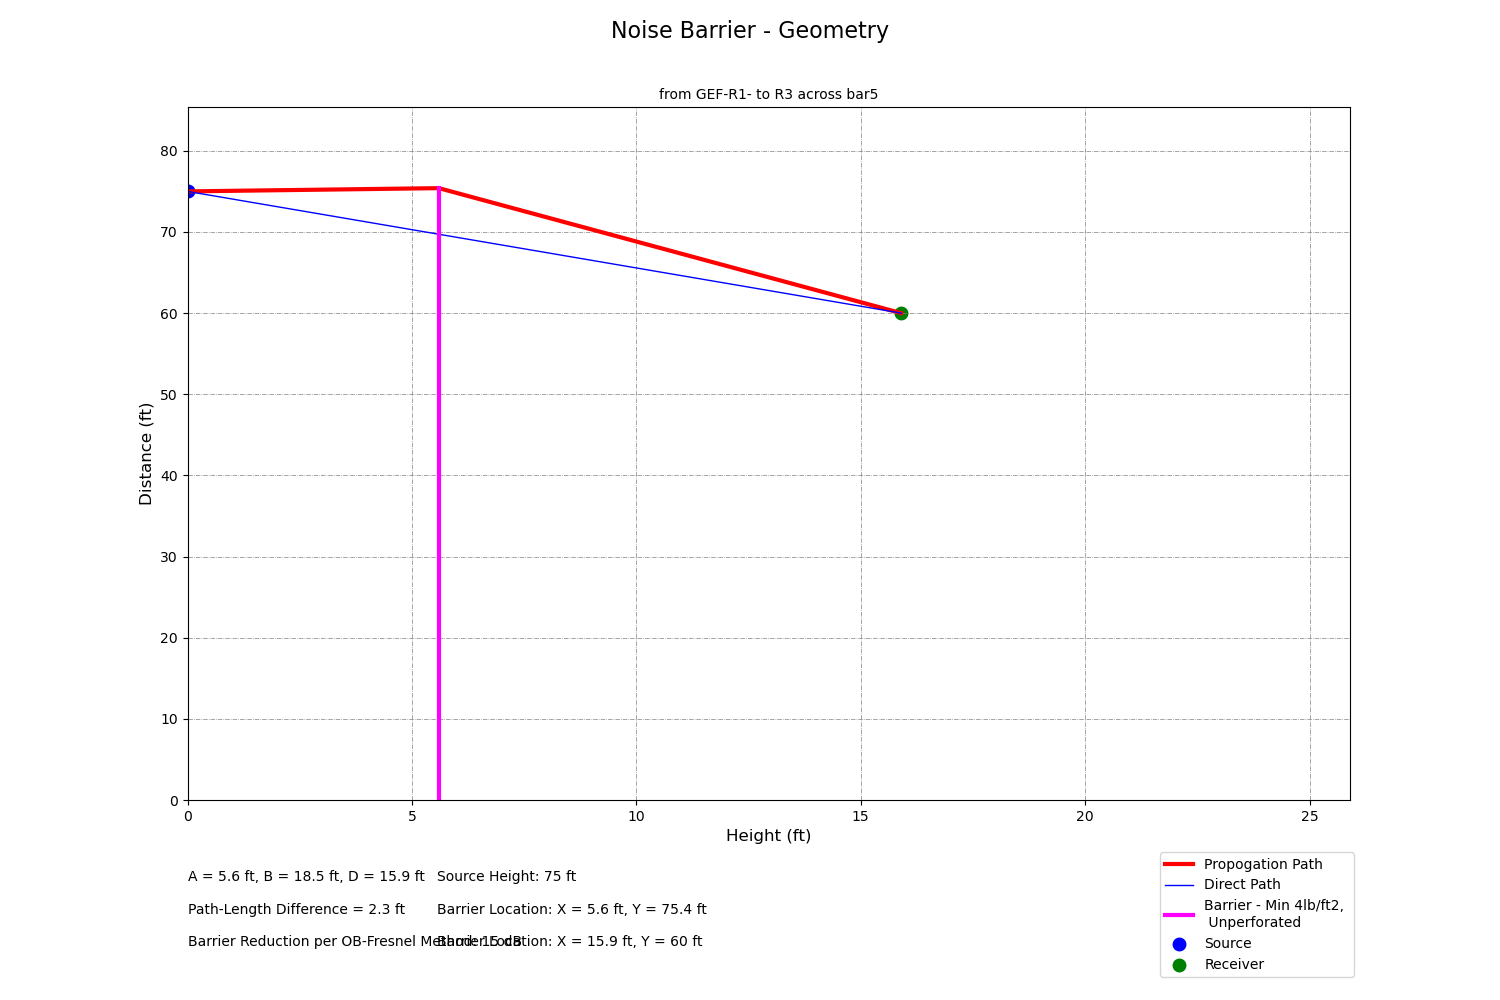 Noise Barrier - Geometry
from GEF-R1- to R3 across bar5
80
70
60
50
40
30
20
10
0
Distance (ft)
0 5 10 15 20 25
Height (ft)
A = 5.6 ft, B = 18.5 ft, D = 15.9 ft
Source Height: 75 ft
Path-Length Difference = 2.3 ft
Barrier Location: X = 5.6 ft, Y = 75.4 ft
Barrier Reduction per OB-Fresnel Method: 15 dB
Barrier Location: X = 15.9 ft, Y = 60 ft
Propogation Path
Direct Path
Barrier - Min 4lb/ft2,
Unperforated
Source
Receiver